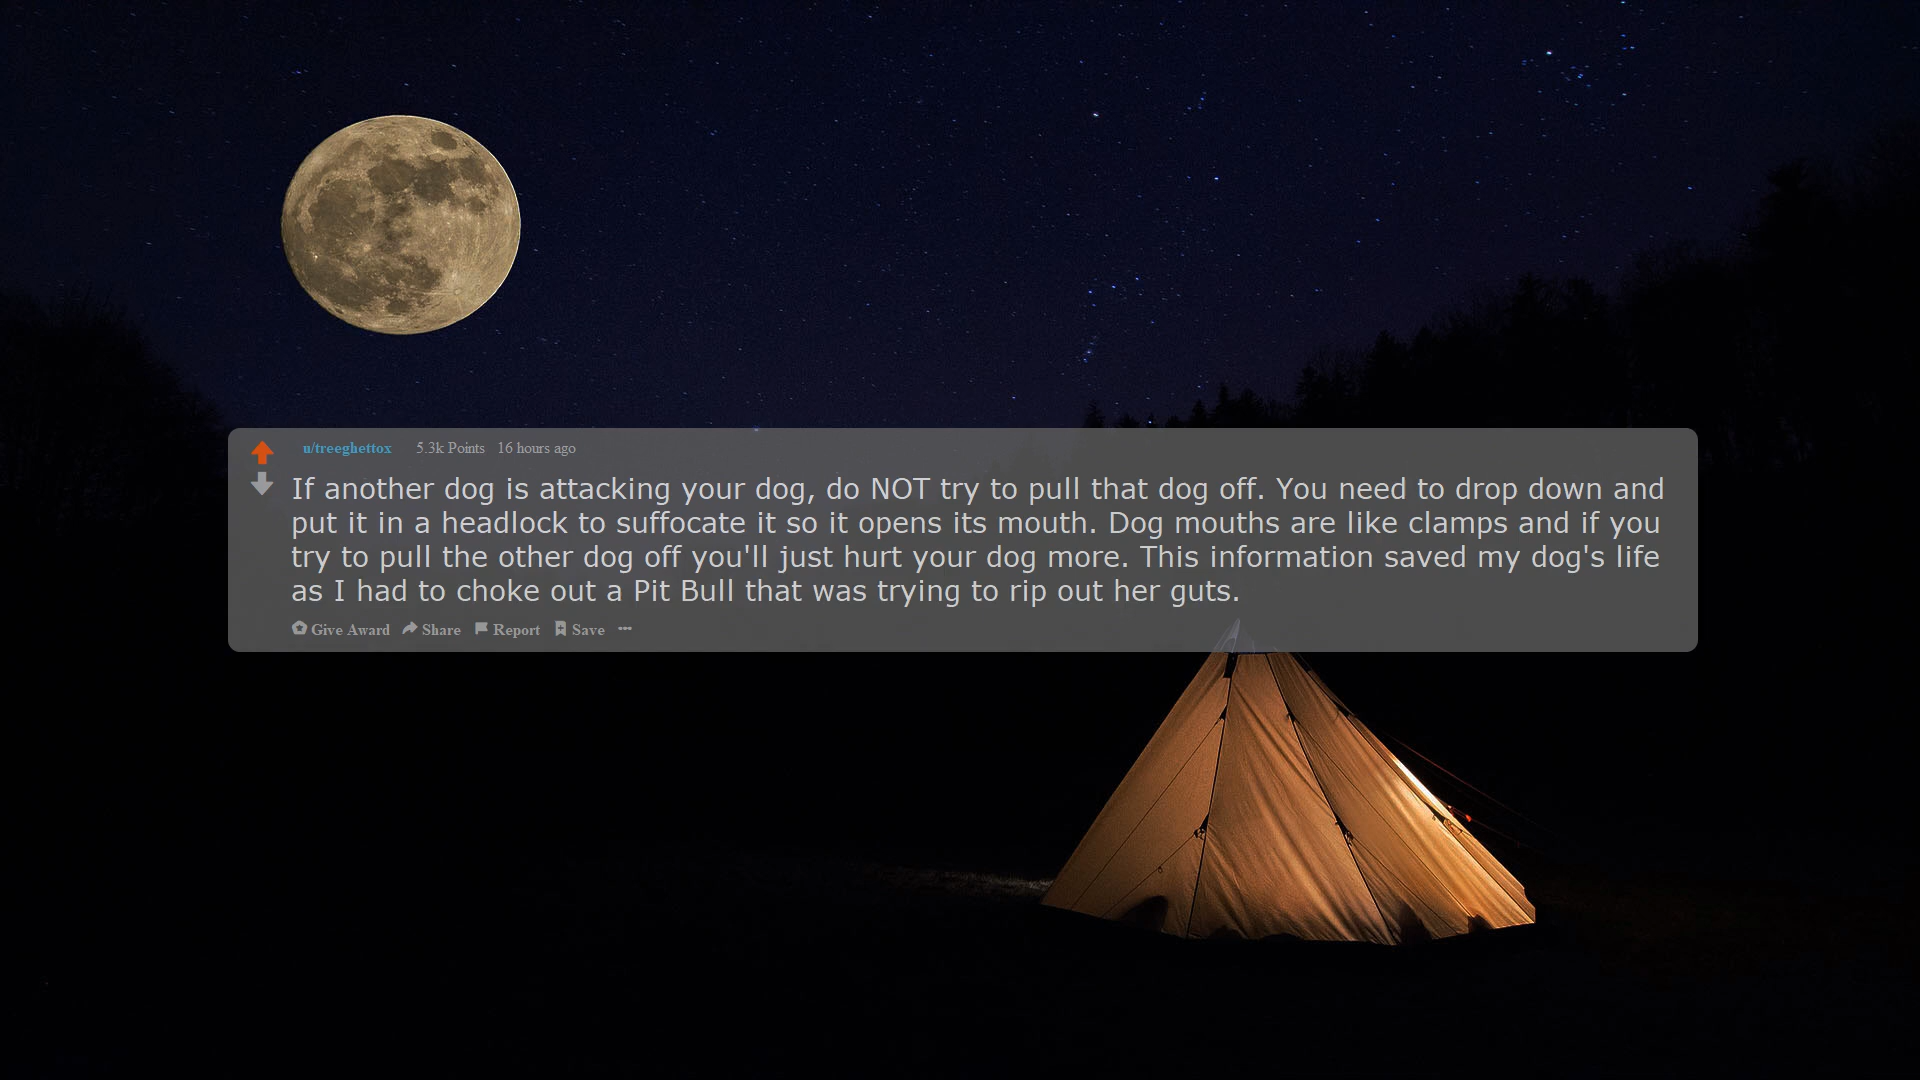 u/treeghettox 5.3k Points 16 hours ago
If another dog is attacking your dog, do NOT try to pull that dog off. You need to drop down and
put it in a headlock to suffocate it so it opens its mouth. Dog mouths are like clamps and if you
try to pull the other dog off you'll just hurt your dog more. This information saved my dog's life
as I had to choke out a Pit Bull that was trying to rip out her guts.
Give Award Share Report Save